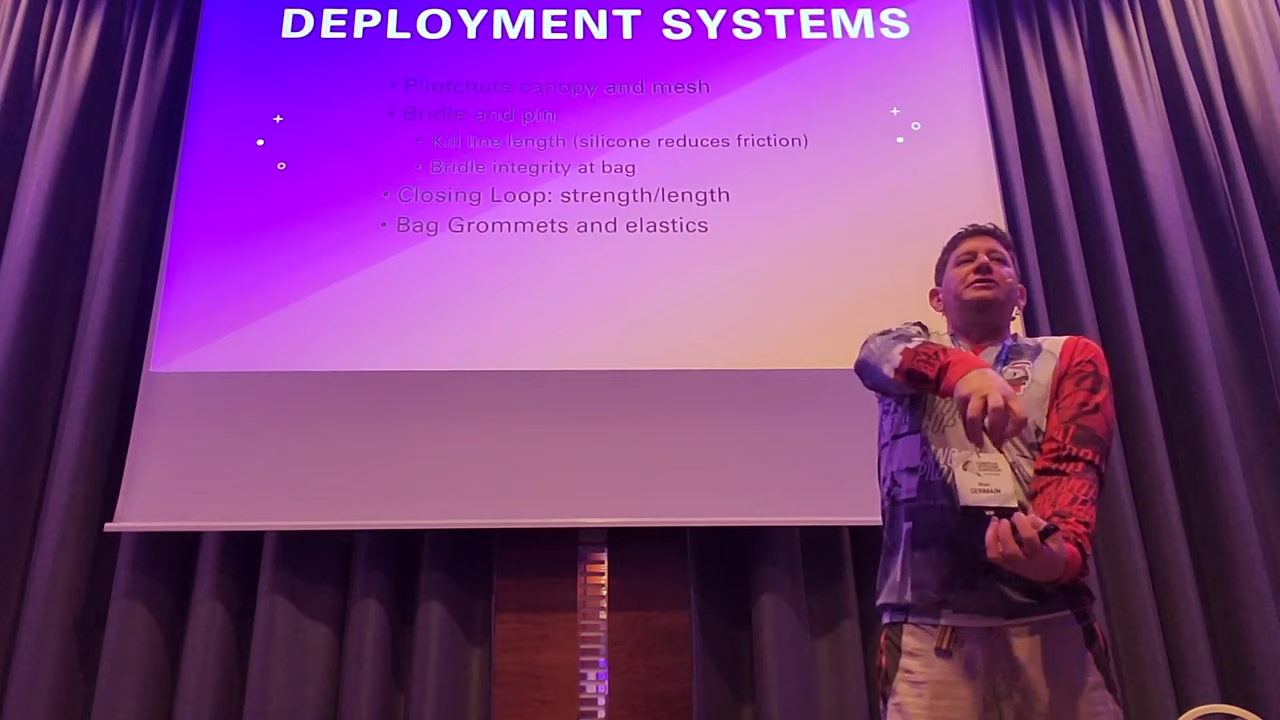 DEPLOYMENT SYSTEMS
• Pilotchute canopy and mesh
• Bridle and pin
• Kill line length (silicone reduces friction)
• Bridle integrity at bag
• Closing Loop: strength/length
• Bag Grommets and elastics
GERMAIN